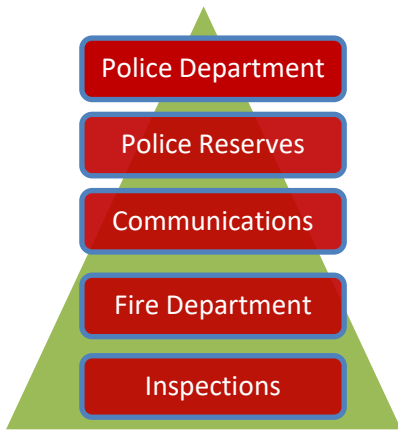 Police Department
Police Reserves
Communications
Fire Department
Inspections